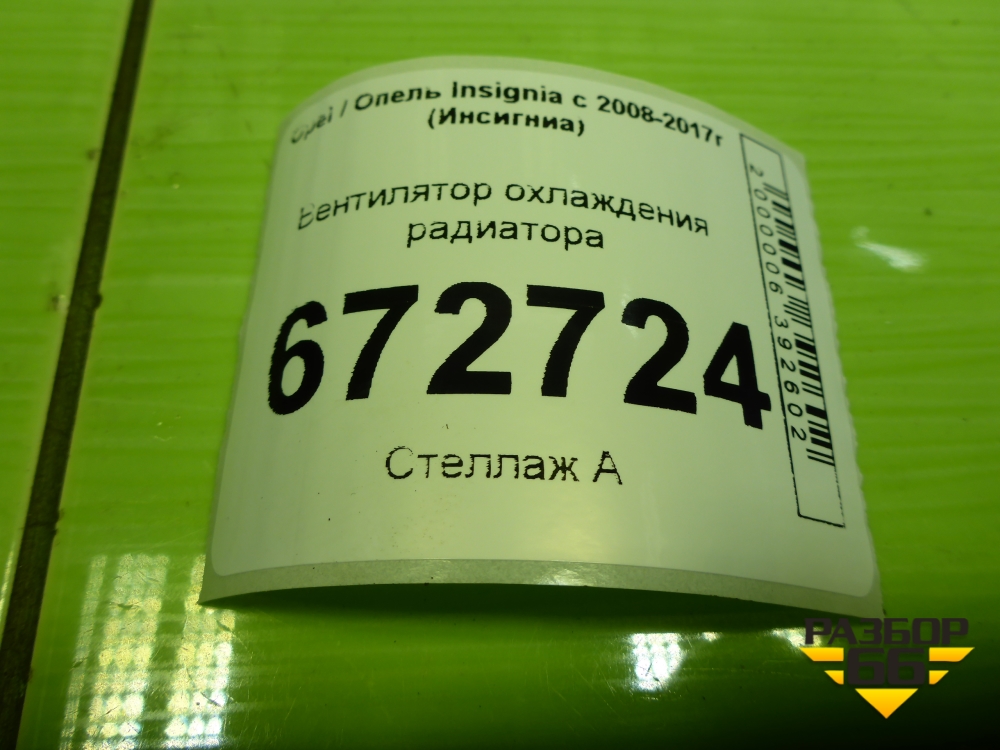 Opel / Опель Insignia с 2008-2017г
(Инсигниа)
Вентилятор охлаждения
радиатора
672724
Стеллаж А
2000006392602
РАЗБОР
66